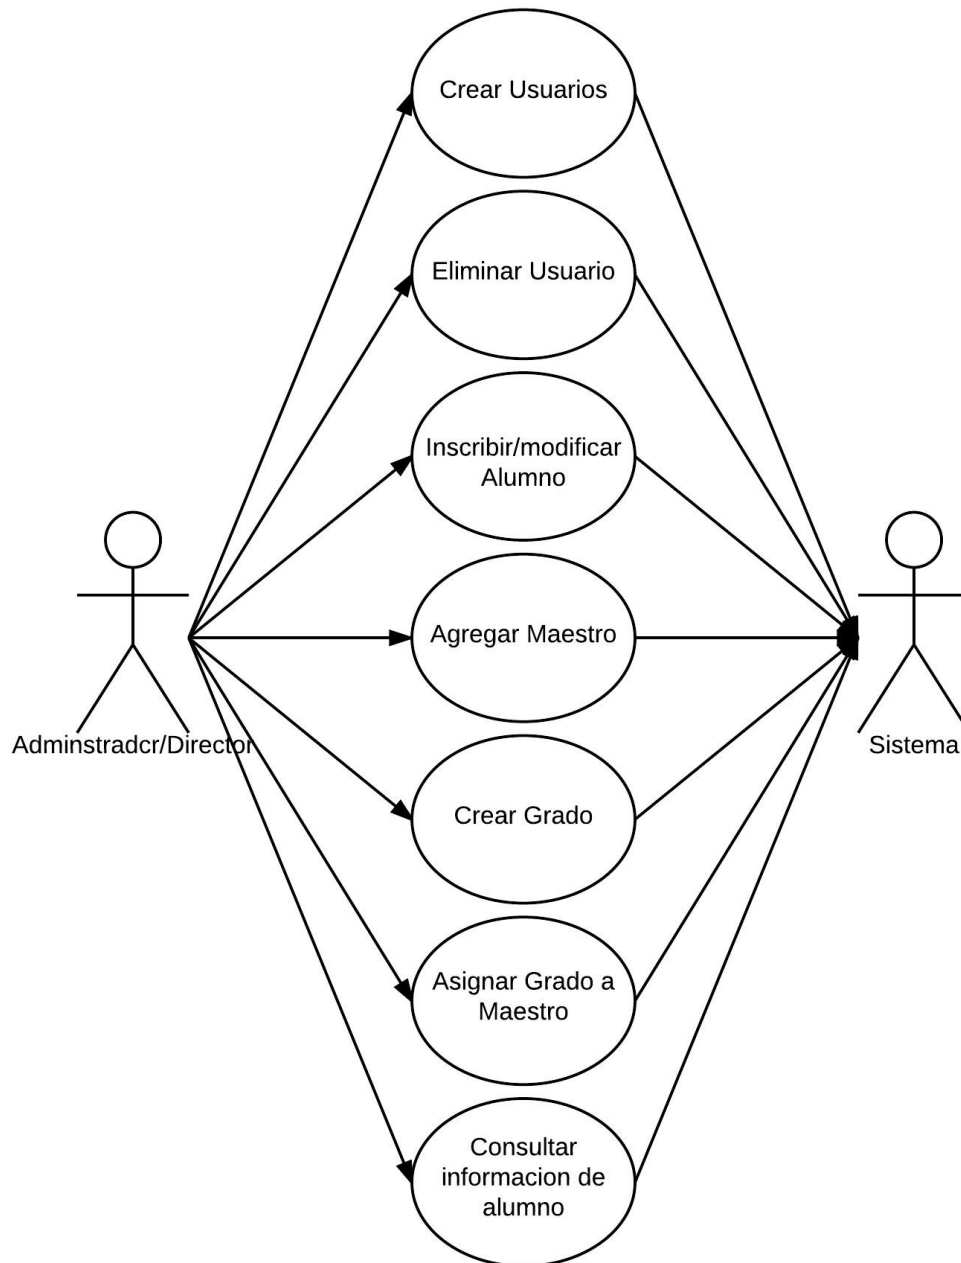 Crear Usuarios
Eliminar Usuario
Inscribir/modificar
Alumno
Agregar Maestro
Adminstradcr/Director
Sistema
Crear Grado
Asignar Grado a
Maestro
Consultar
informacion de
alumno